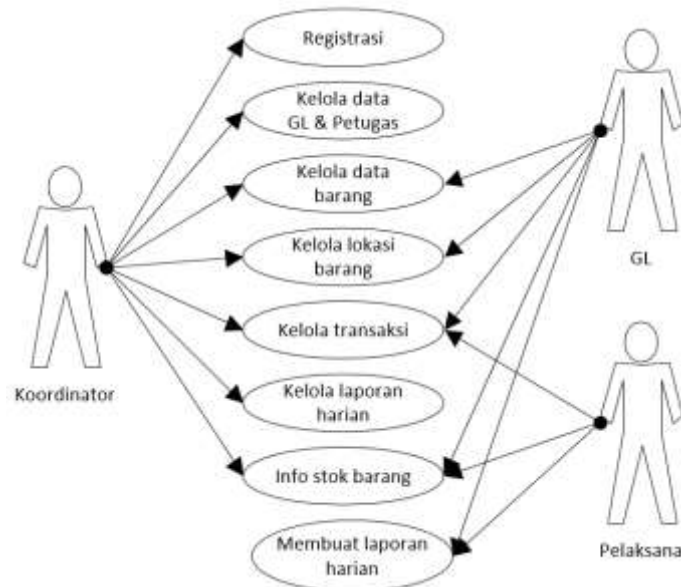 Registrasi
Kelola data
GL & Petugas
Kelola data
barang
Kelola lokasi
barang
GL
Kelola transaksi
Koordinator
Kelola laporan
harian
Info stok barang
Membuat laporan
harian
Pelaksana